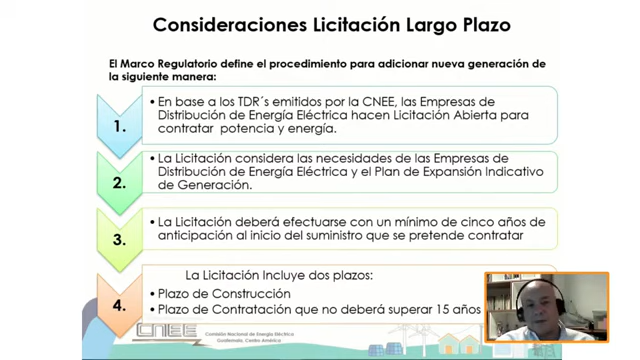 Consideraciones Licitación Largo Plazo
El Marco Regulatorio define el procedimiento para adicionar nueva generación de
la siguiente manera:
1.
• En base a los TDR´s emitidos por la CNEE, las Empresas de
Distribución de Energía Eléctrica hacen Licitación Abierta para
contratar potencia y energía.
2.
• La Licitación considera las necesidades de las Empresas de
Distribución de Energía Eléctrica y el Plan de Expansión Indicativo
de Generación.
3.
• La Licitación deberá efectuarse con un mínimo de cinco años de
anticipación al inicio del suministro que se pretende contratar
4.
La Licitación Incluye dos plazos:
• Plazo de Construcción
• Plazo de Contratación que no deberá superar 15 años
CNEE
Comisión Nacional de Energía Eléctrica
Guatemala, Centro América